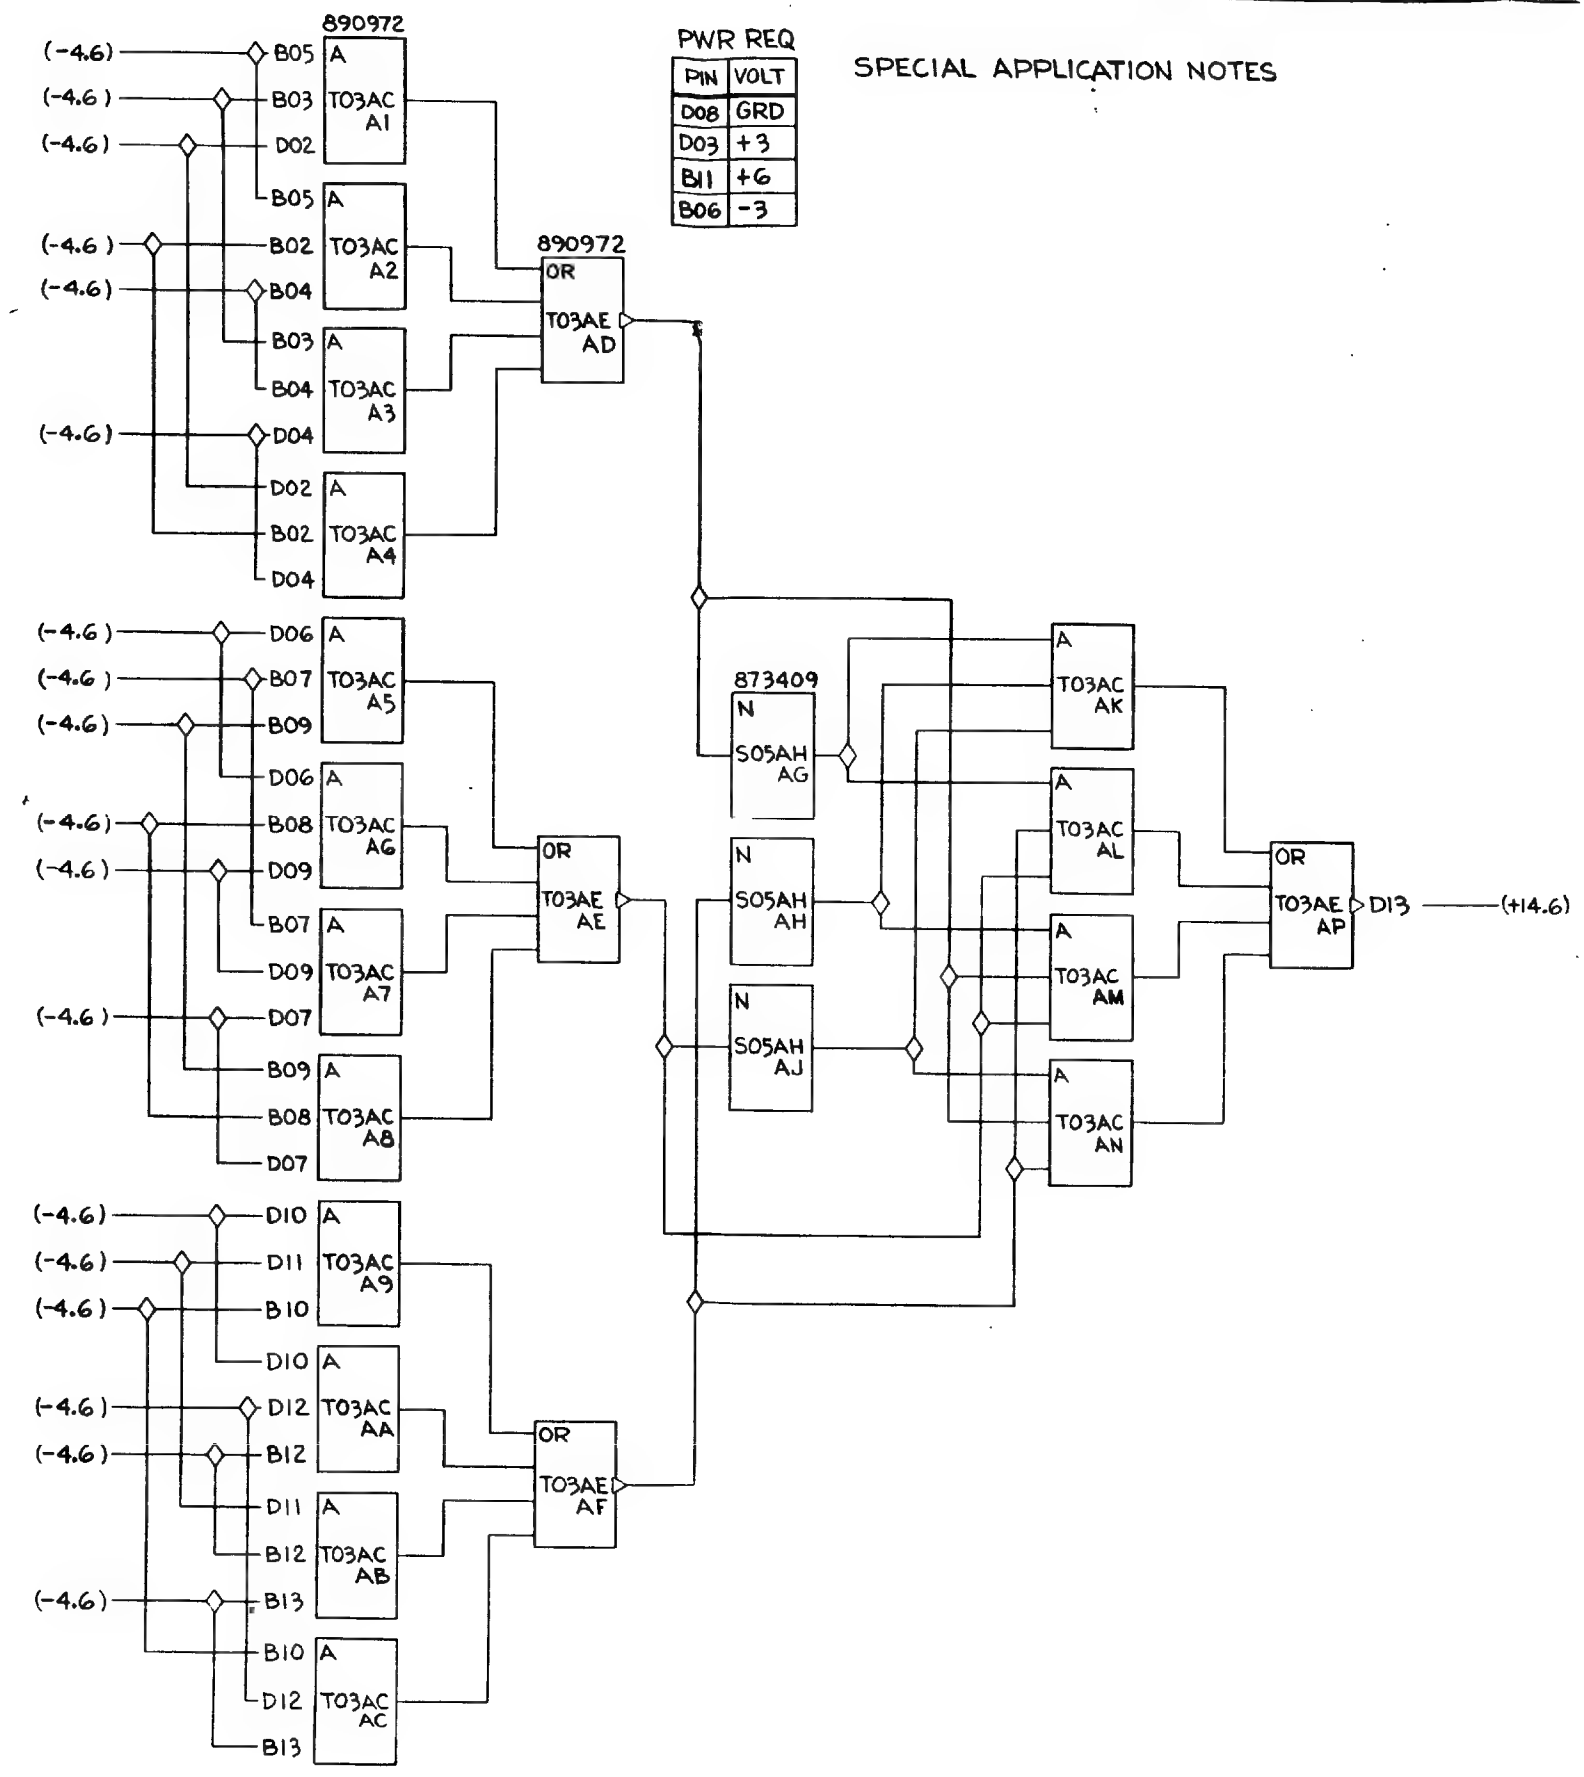 890972
(-4.6) B05 A
(-4.6) B03 T03AC
A1
(-4.6) D02
B05 A
(-4.6) B02 T03AC
A2
(-4.6) B04
B03 A
B04 T03AC
A3
(-4.6) D04
D02 A
B02 T03AC
A4
D04
PWR REQ
PIN VOLT
D08 GRD
D03 +3
B11 +6
B06 -3
SPECIAL APPLICATION NOTES
890972
OR
T03AE
AD
(-4.6) D06 A
(-4.6) B07 T03AC
A5
(-4.6) B09
D06 A
(-4.6) B08 T03AC
A6
(-4.6) D09
B07 A
D09 T03AC
A7
(-4.6) D07
B09 A
B08 T03AC
A8
D07
OR
T03AE
AE
873409
N
S05AH
AG
N
S05AH
AH
N
S05AH
AJ
A
T03AC
AK
A
T03AC
AL
A
T03AC
AM
A
T03AC
AN
OR
T03AE D13 (+14.6)
AP
(-4.6) D10 A
(-4.6) D11 T03AC
A9
(-4.6) B10
D10 A
(-4.6) D12 T03AC
AA
(-4.6) B12
D11 A
B12 T03AC
AB
(-4.6) B13
B10 A
D12 T03AC
AC
B13
OR
T03AE
AF